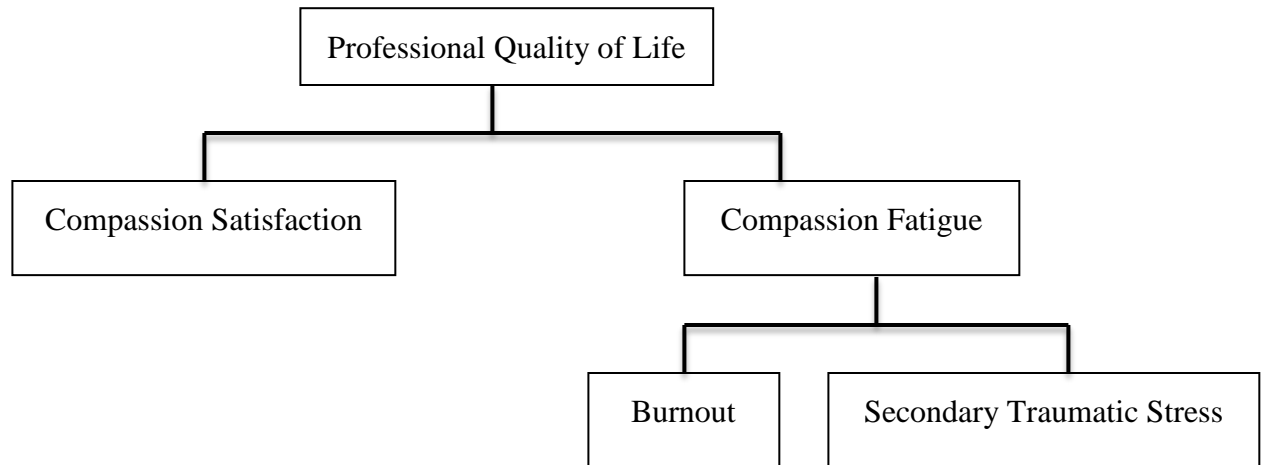 Professional Quality of Life
Compassion Satisfaction
Compassion Fatigue
Burnout
Secondary Traumatic Stress